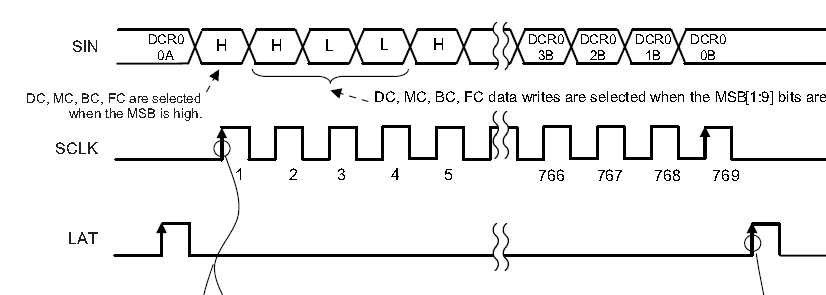 SIN
DCR0
0A
H
H
L
L
H
DCR0
3B
DCR0
2B
DCR0
1B
DCR0
0B
DC, MC, BC, FC are selected
when the MSB is high.
DC, MC, BC, FC data writes are selected when the MSB[1:9] bits are
SCLK
1
2
3
4
5
766
767
768
769
LAT